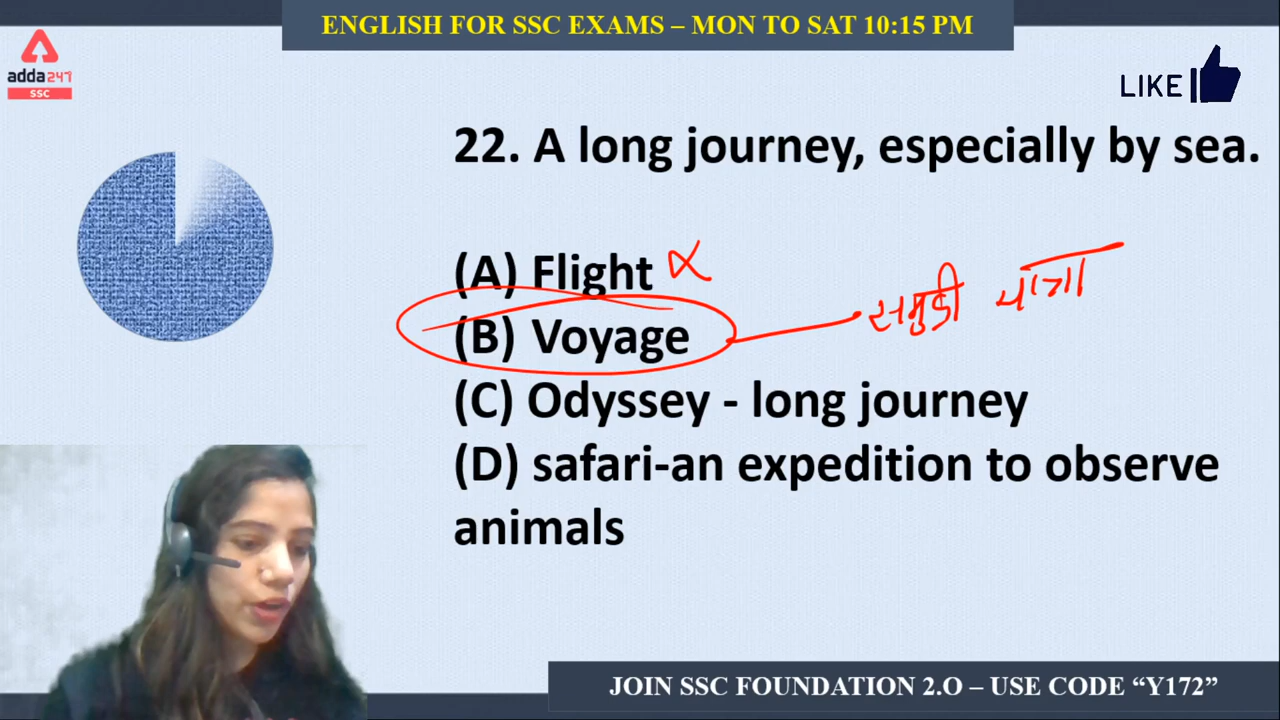 ENGLISH FOR SSC EXAMS – MON TO SAT 10:15 PM
adda247
SSC
LIKE
22. A long journey, especially by sea.
(A) Flight
(B) Voyage
समुद्री यात्रा
(C) Odyssey - long journey
(D) safari-an expedition to observe
animals
JOIN SSC FOUNDATION 2.O – USE CODE “Y172”